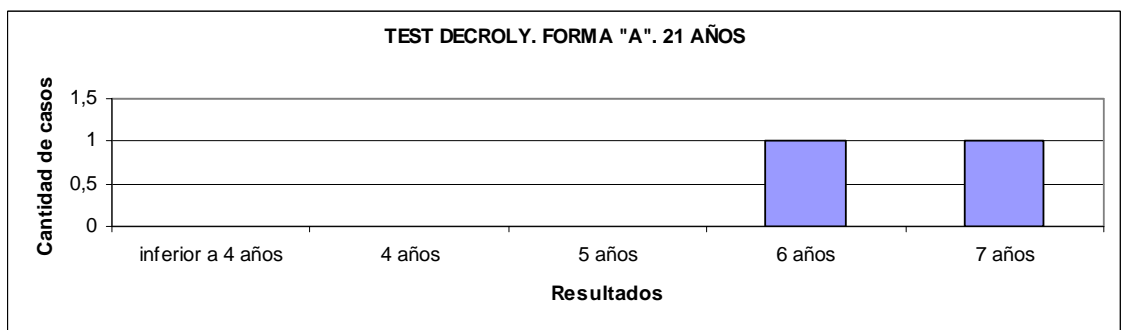 TEST DECROLY. FORMA "A". 21 AÑOS
Cantidad de casos
1,5
1
0,5
0
inferior a 4 años
4 años
5 años
6 años
7 años
Resultados